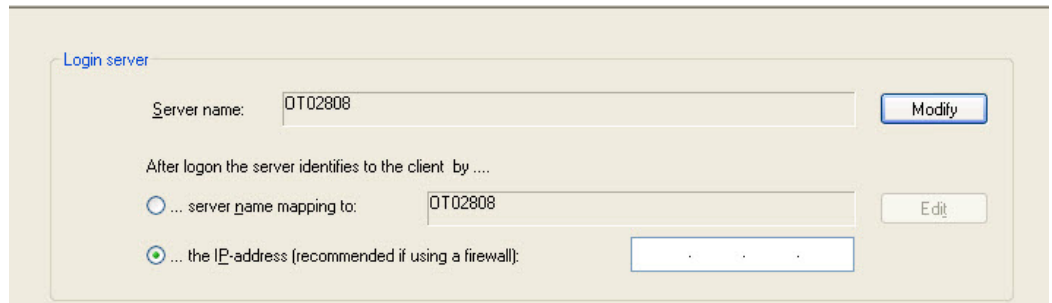 Login server
Server name: OT02808 Modify
After logon the server identifies to the client by ....
... server name mapping to: OT02808 Edit
... the IP-address (recommended if using a firewall): . . .